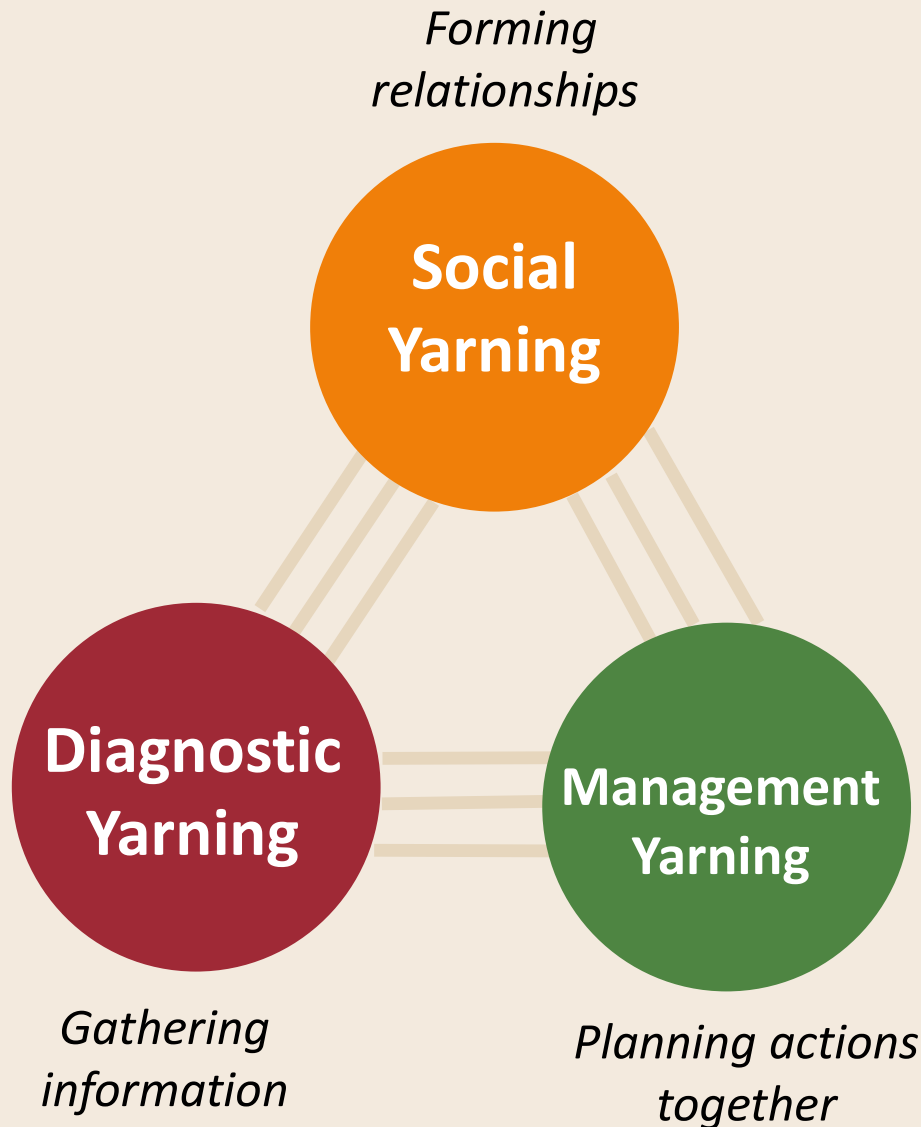 Forming
relationships
Social
Yarning
Diagnostic
Yarning
Management
Yarning
Gathering
information
Planning actions
together